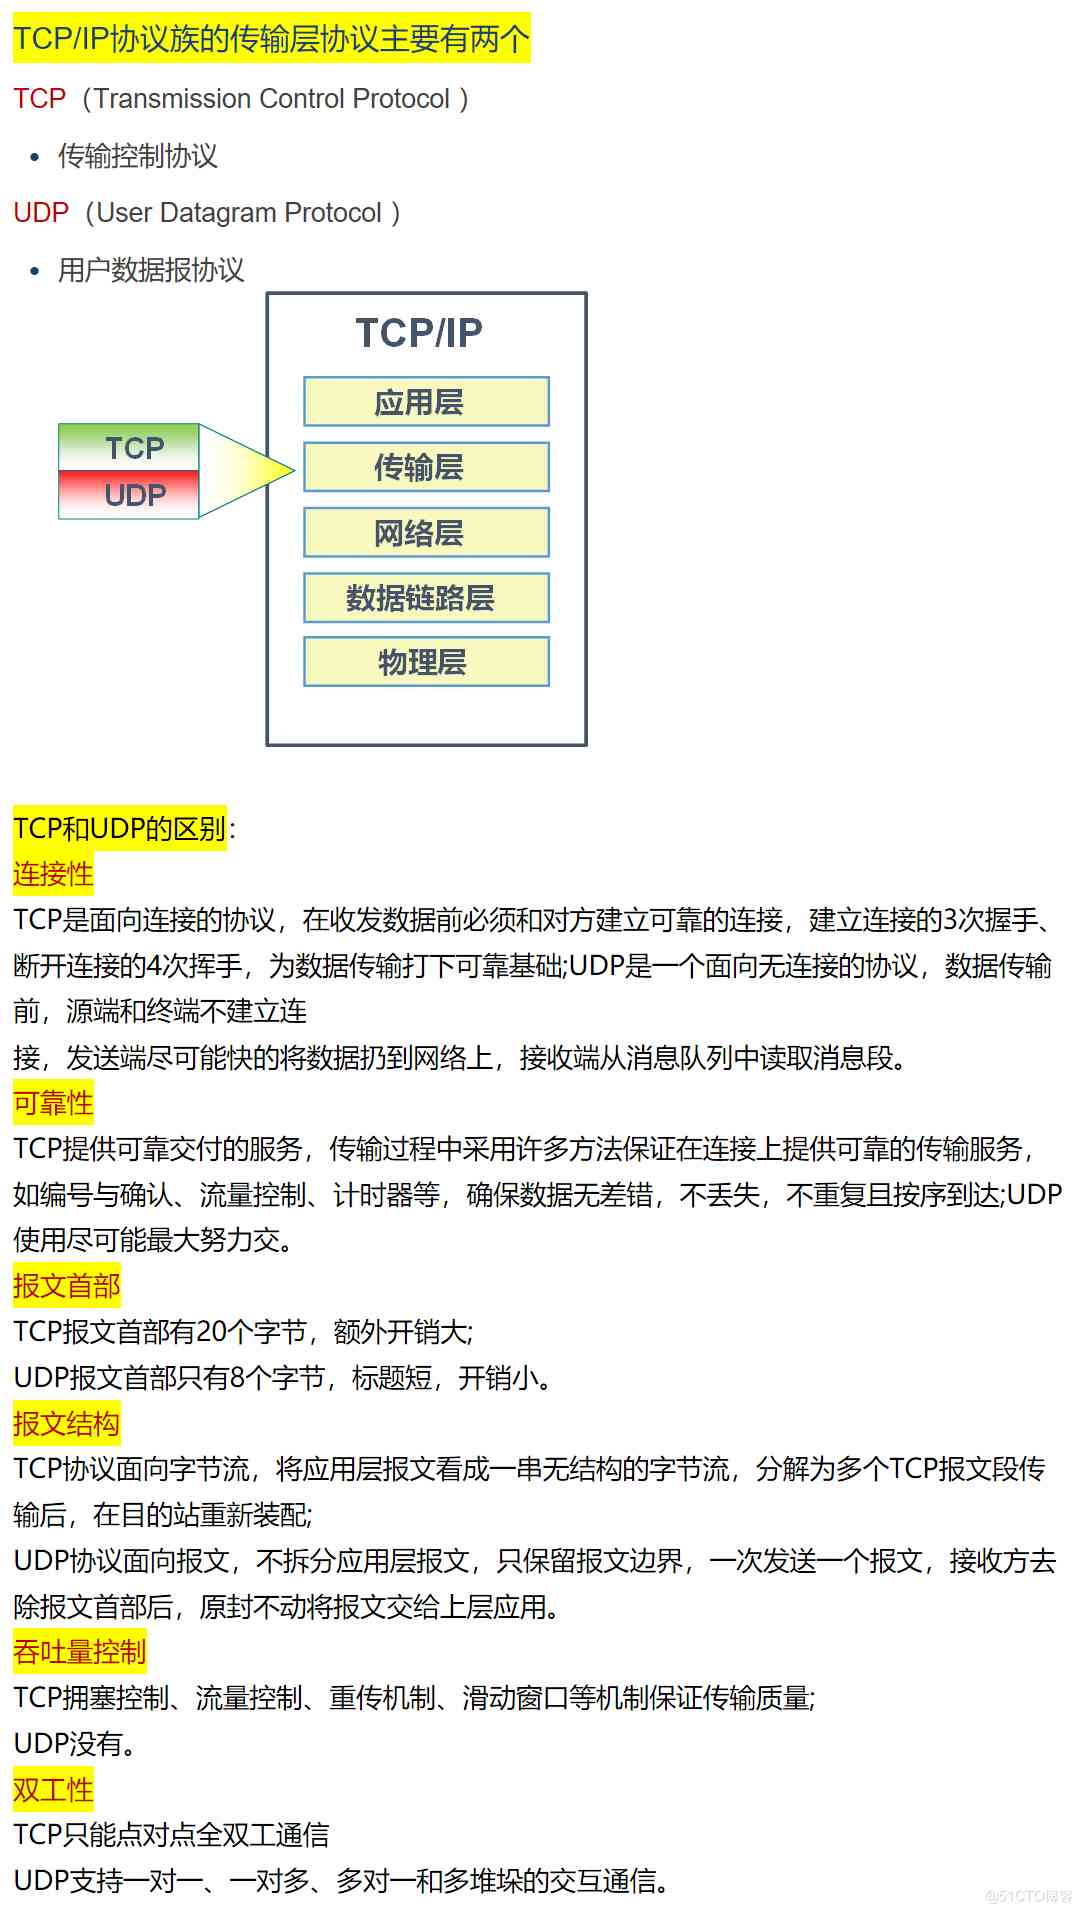 TCP/IP协议族的传输层协议主要有两个
TCP（Transmission Control Protocol ）
• 传输控制协议
UDP（User Datagram Protocol ）
• 用户数据报协议
TCP/IP
应用层
TCP
传输层
UDP
网络层
数据链路层
物理层
TCP和UDP的区别：
连接性
TCP是面向连接的协议，在收发数据前必须和对方建立可靠的连接，建立连接的3次握手、
断开连接的4次挥手，为数据传输打下可靠基础;UDP是一个面向无连接的协议，数据传输
前，源端和终端不建立连
接，发送端尽可能快的将数据扔到网络上，接收端从消息队列中读取消息段。
可靠性
TCP提供可靠交付的服务，传输过程中采用许多方法保证在连接上提供可靠的传输服务，
如编号与确认、流量控制、计时器等，确保数据无差错，不丢失，不重复且按序到达;UDP
使用尽可能最大努力交。
报文首部
TCP报文首部有20个字节，额外开销大;
UDP报文首部只有8个字节，标题短，开销小。
报文结构
TCP协议面向字节流，将应用层报文看成一串无结构的字节流，分解为多个TCP报文段传
输后，在目的站重新装配;
UDP协议面向报文，不拆分应用层报文，只保留报文边界，一次发送一个报文，接收方去
除报文首部后，原封不动将报文交给上层应用。
吞吐量控制
TCP拥塞控制、流量控制、重传机制、滑动窗口等机制保证传输质量;
UDP没有。
双工性
TCP只能点对点全双工通信
UDP支持一对一、一对多、多对一和多堆垛的交互通信。
@51CTO博客